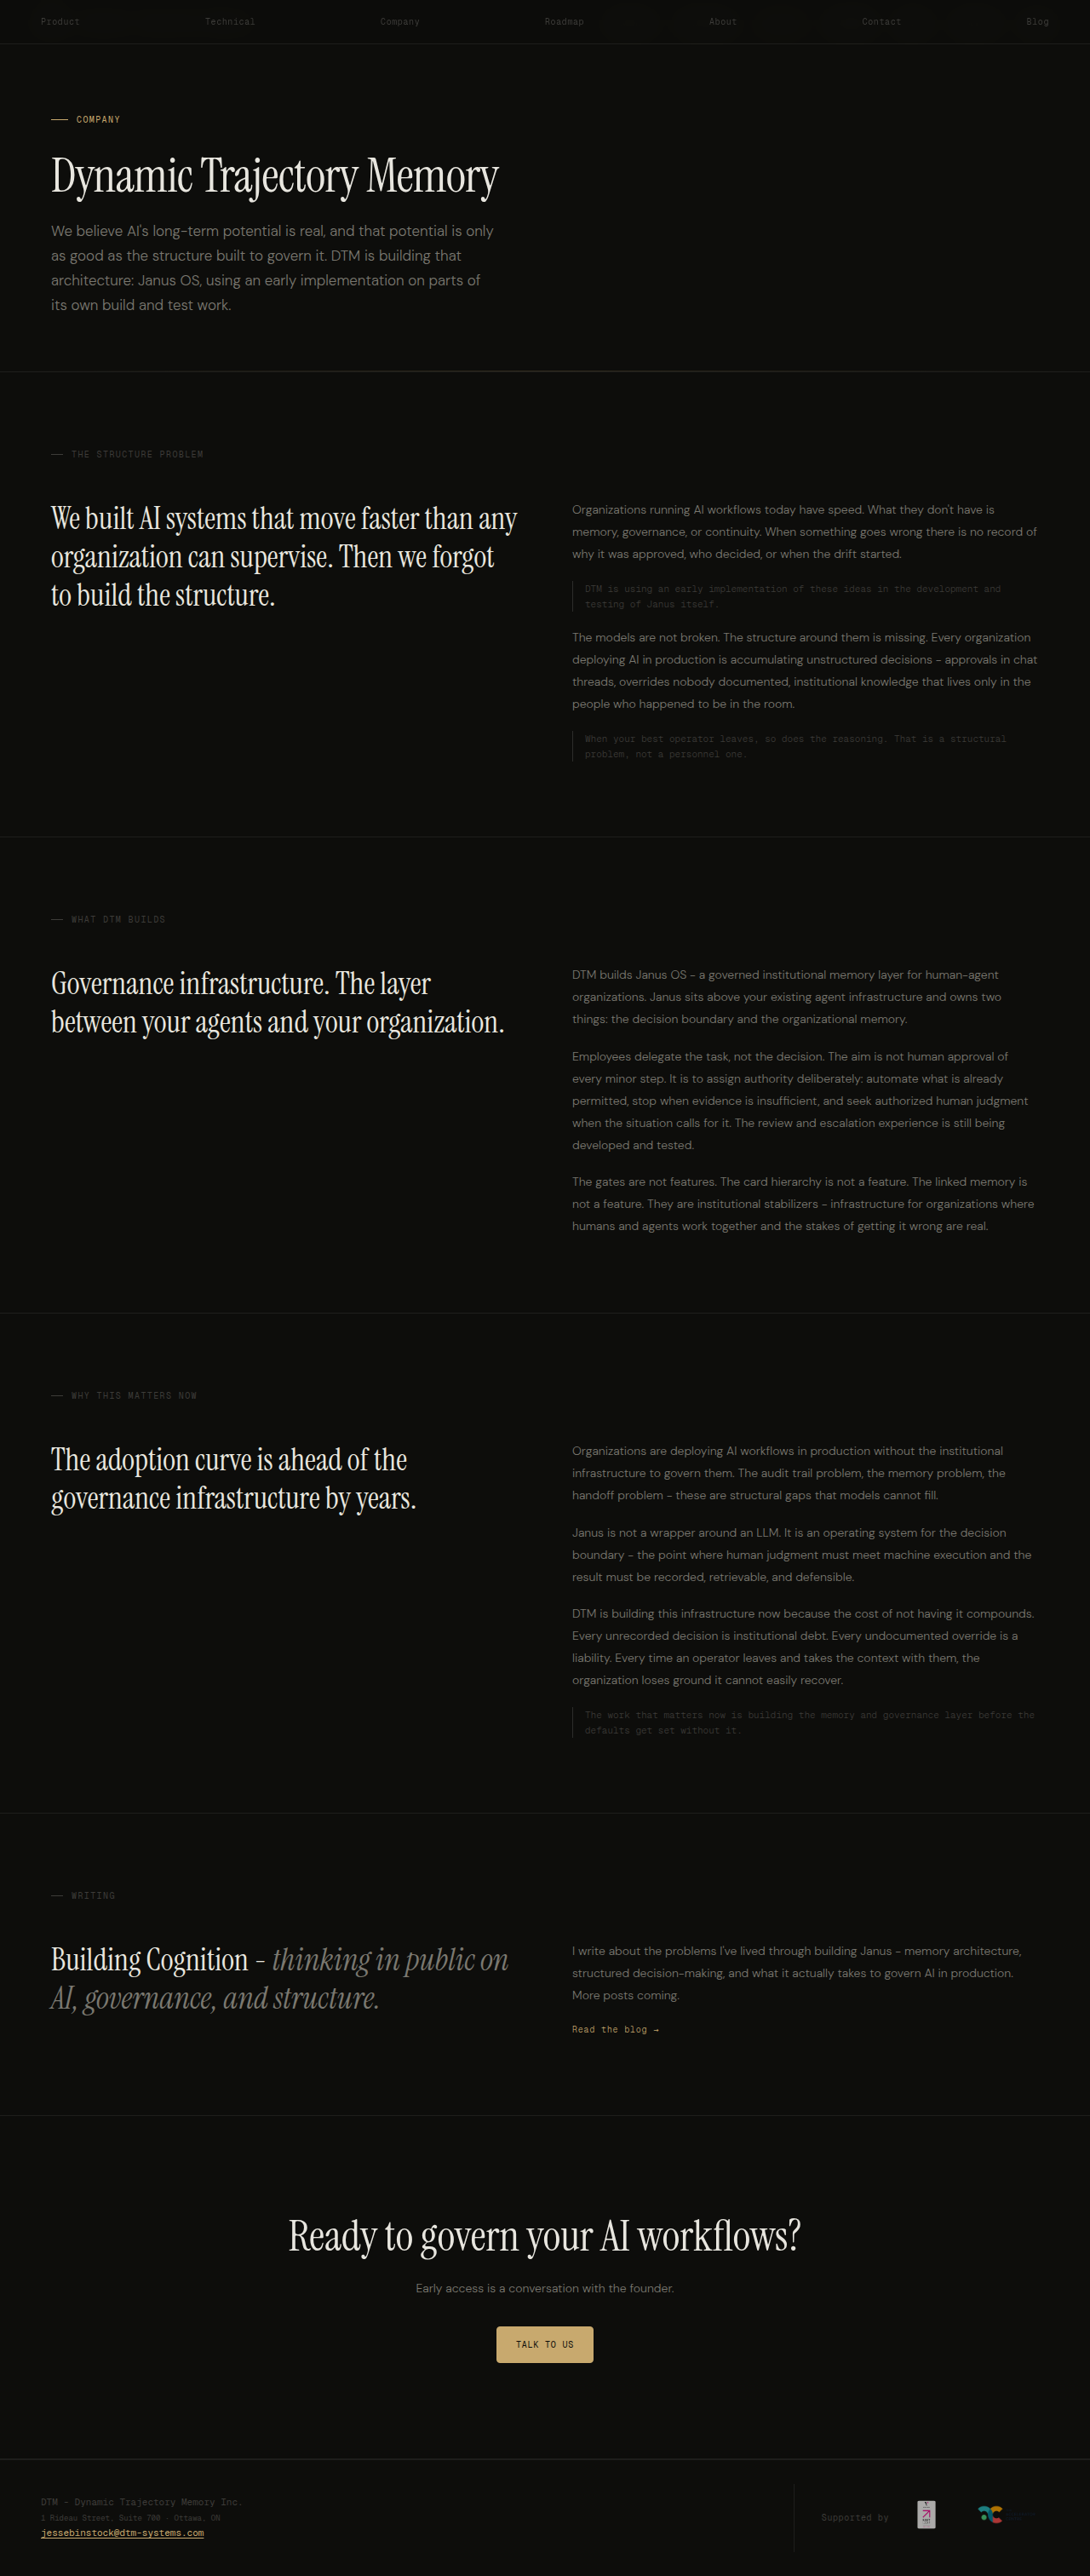 Product Technical Company Roadmap About Contact Blog
COMPANY
Dynamic Trajectory Memory
We believe AI's long-term potential is real, and that potential is only
as good as the structure built to govern it. DTM is building that
architecture: Janus OS, using an early implementation on parts of
its own build and test work.
THE STRUCTURE PROBLEM
We built AI systems that move faster than any
organization can supervise. Then we forgot
to build the structure.
Organizations running AI workflows today have speed. What they don't have is
memory, governance, or continuity. When something goes wrong there is no record of
why it was approved, who decided, or when the drift started.
DTM is using an early implementation of these ideas in the development and
testing of Janus itself.
The models are not broken. The structure around them is missing. Every organization
deploying AI in production is accumulating unstructured decisions – approvals in chat
threads, overrides nobody documented, institutional knowledge that lives only in the
people who happened to be in the room.
When your best operator leaves, so does the reasoning. That is a structural
problem, not a personnel one.
WHAT DTM BUILDS
Governance infrastructure. The layer
between your agents and your organization.
DTM builds Janus OS – a governed institutional memory layer for human-agent
organizations. Janus sits above your existing agent infrastructure and owns two
things: the decision boundary and the organizational memory.
Employees delegate the task, not the decision. The aim is not human approval of
every minor step. It is to assign authority deliberately: automate what is already
permitted, stop when evidence is insufficient, and seek authorized human judgment
when the situation calls for it. The review and escalation experience is still being
developed and tested.
The gates are not features. The card hierarchy is not a feature. The linked memory is
not a feature. They are institutional stabilizers – infrastructure for organizations where
humans and agents work together and the stakes of getting it wrong are real.
WHY THIS MATTERS NOW
The adoption curve is ahead of the
governance infrastructure by years.
Organizations are deploying AI workflows in production without the institutional
infrastructure to govern them. The audit trail problem, the memory problem, the
handoff problem – these are structural gaps that models cannot fill.
Janus is not a wrapper around an LLM. It is an operating system for the decision
boundary – the point where human judgment must meet machine execution and the
result must be recorded, retrievable, and defensible.
DTM is building this infrastructure now because the cost of not having it compounds.
Every unrecorded decision is institutional debt. Every undocumented override is a
liability. Every time an operator leaves and takes the context with them, the
organization loses ground it cannot easily recover.
The work that matters now is building the memory and governance layer before the
defaults get set without it.
WRITING
Building Cognition – thinking in public on
AI, governance, and structure.
I write about the problems I've lived through building Janus – memory architecture,
structured decision-making, and what it actually takes to govern AI in production.
More posts coming.
Read the blog →
Ready to govern your AI workflows?
Early access is a conversation with the founder.
TALK TO US
DTM – Dynamic Trajectory Memory Inc.
1 Rideau Street, Suite 700 · Ottawa, ON
jessebinstock@dtm-systems.com
Supported by